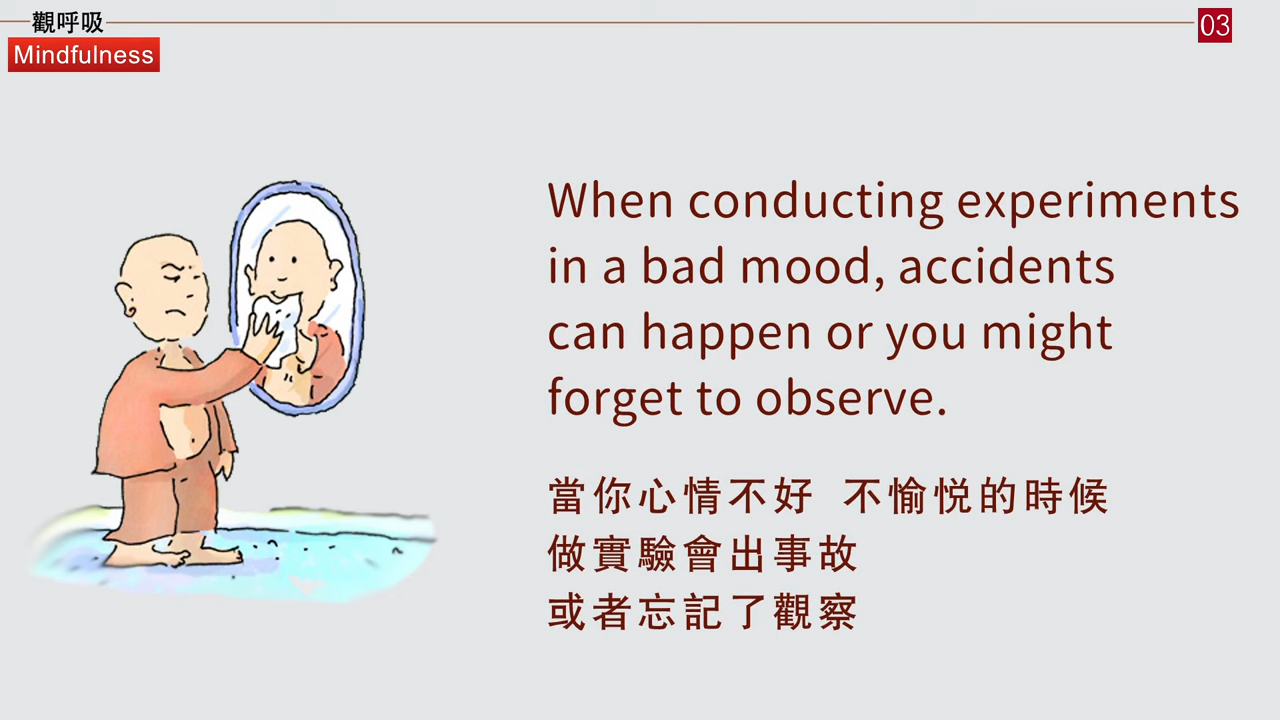 觀呼吸
Mindfulness
03
When conducting experiments
in a bad mood, accidents
can happen or you might
forget to observe.
當你心情不好 不愉悦的時候
做實驗會出事故
或者忘記了觀察